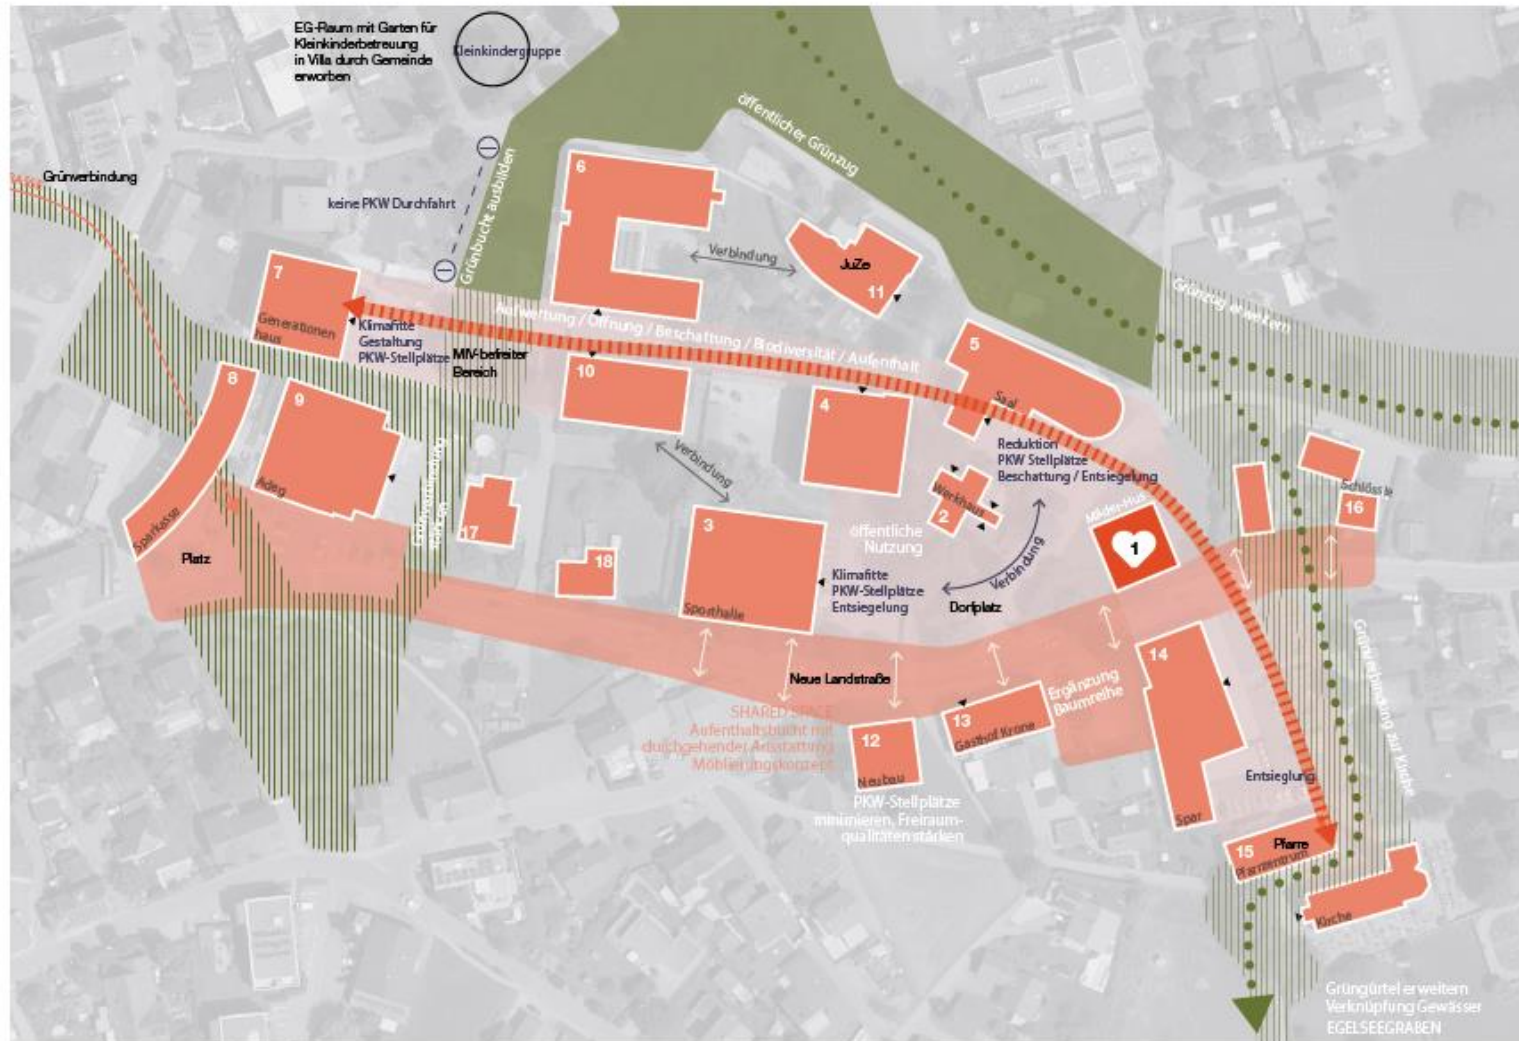 EG-Raum mit Garten für
Kleinkinderbetreuung
in Villa durch Gemeinde
erworben
Kleinkindergruppe
öffentlicher Grünzug
Grünverbindung
keine PKW Durchfahrt
Grünbucht ausbilden
6
Verbindung
JuZe
11
7
Generationen
haus
Klimafitte
Gestaltung
PKW-Stellplätze
MIV-befreiter
Bereich
Aufwertung / Öffnung / Beschattung / Biodiversität / Aufenthalt
Grünzug erweitern
5
Saal
8
Sparkasse
9
Adeg
10
4
Reduktion
PKW Stellplätze
Beschattung / Entsiegelung
Verbindung
Werkhaus
2
Mitder-Hus
1
Schlössle
16
17
18
3
Sporthalle
öffentliche
Nutzung
Klimafitte
PKW-Stellplätze
Entsiegelung
Verbindung
Dorfplatz
Platz
Neue Landstraße
SHARED SPACE
Aufenthaltsbucht mit
durchgehender Ausstattung
Möblierungskonzept
12
Neubau
PKW-Stellplätze
minimieren, Freiraum-
qualitäten stärken
13
Gasthof Krone
Ergänzung
Baumreihe
14
Spar
Grünverbindung zur Kirche
Entsieglung
15
Pfarre
Pfarrzentrum
Kirche
Grüngürtel erweitern
Verknüpfung Gewässer
EGELSEEGRABEN